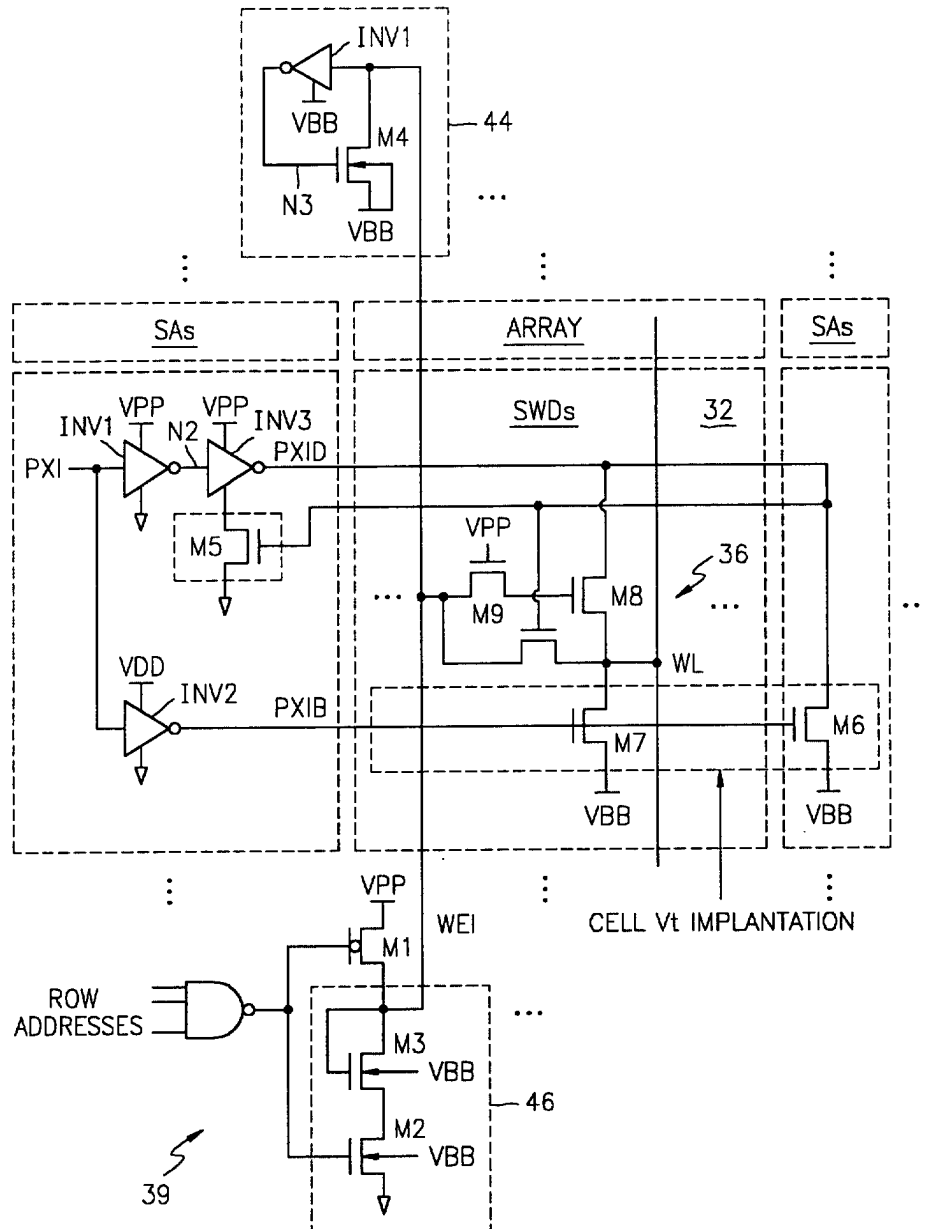 INV1
VBB
M4
44
N3
VBB
...
SAs
ARRAY
SAs
VPP
VPP
INV1
N2
INV3
PXI
PXID
SWDs
32
M5
VPP
36
...
M9
M8
...
..
VDD
INV2
PXIB
WL
M7
M6
VBB
VBB
VPP
WEI
CELL Vt IMPLANTATION
M1
ROW
ADDRESSES
...
M3
VBB
46
M2
VBB
39